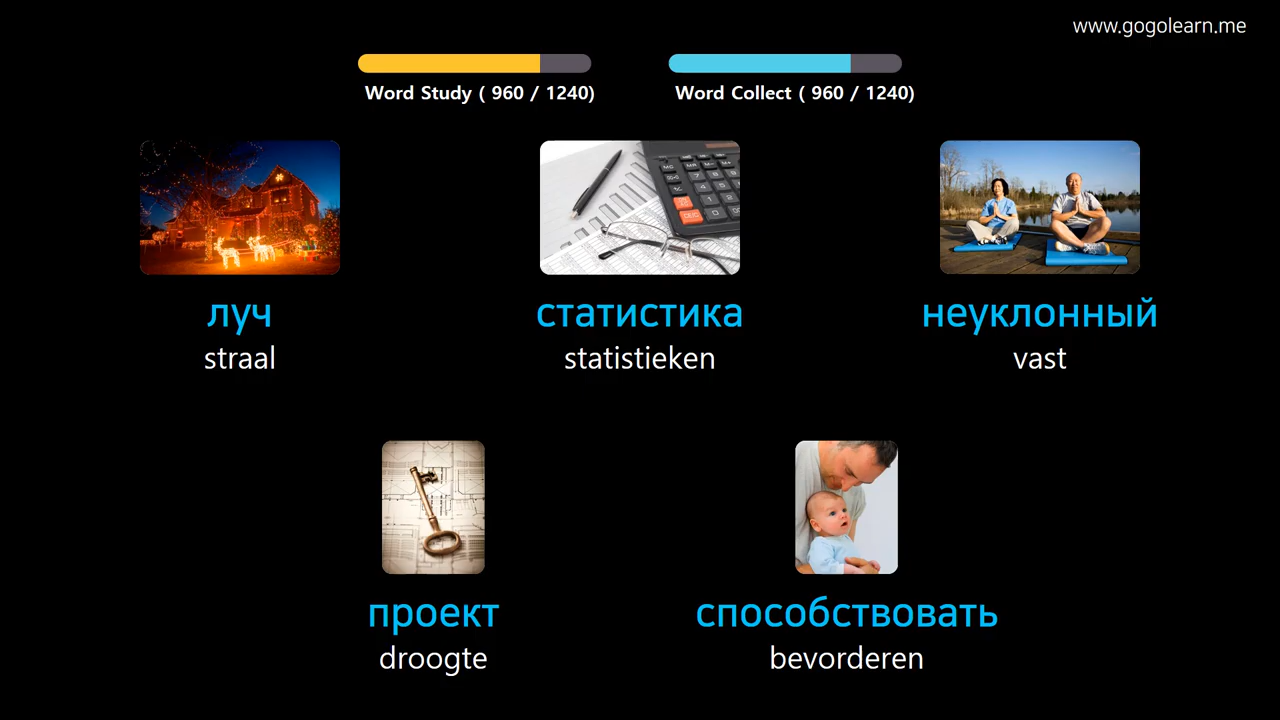 www.gogolearn.me
Word Study ( 960 / 1240)
Word Collect ( 960 / 1240)
луч
straal
статистика
statistieken
неуклонный
vast
проект
droogte
способствовать
bevorderen